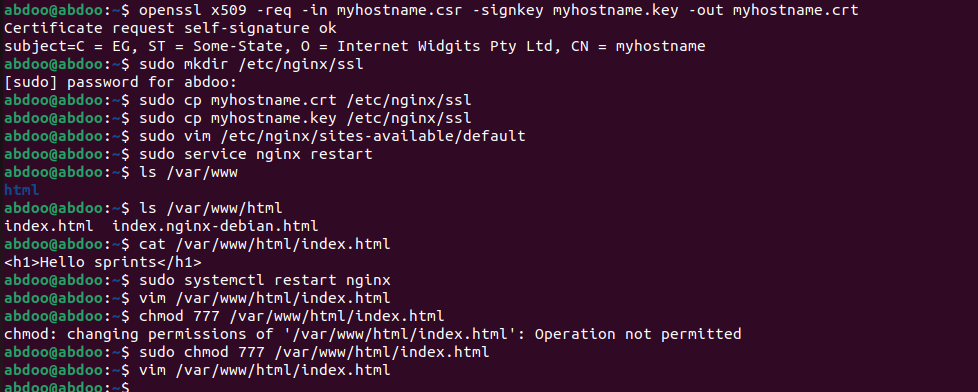 abdoo@abdoo:~$ openssl x509 -req -in myhostname.csr -signkey myhostname.key -out myhostname.crt
Certificate request self-signature ok
subject=C = EG, ST = Some-State, O = Internet Widgits Pty Ltd, CN = myhostname
abdoo@abdoo:~$ sudo mkdir /etc/nginx/ssl
[sudo] password for abdoo:
abdoo@abdoo:~$ sudo cp myhostname.crt /etc/nginx/ssl
abdoo@abdoo:~$ sudo cp myhostname.key /etc/nginx/ssl
abdoo@abdoo:~$ sudo vim /etc/nginx/sites-available/default
abdoo@abdoo:~$ sudo service nginx restart
abdoo@abdoo:~$ ls /var/www
html
abdoo@abdoo:~$ ls /var/www/html
index.html  index.nginx-debian.html
abdoo@abdoo:~$ cat /var/www/html/index.html
<h1>Hello sprints</h1>
abdoo@abdoo:~$ sudo systemctl restart nginx
abdoo@abdoo:~$ vim /var/www/html/index.html
abdoo@abdoo:~$ chmod 777 /var/www/html/index.html
chmod: changing permissions of '/var/www/html/index.html': Operation not permitted
abdoo@abdoo:~$ sudo chmod 777 /var/www/html/index.html
abdoo@abdoo:~$ vim /var/www/html/index.html
abdoo@abdoo:~$